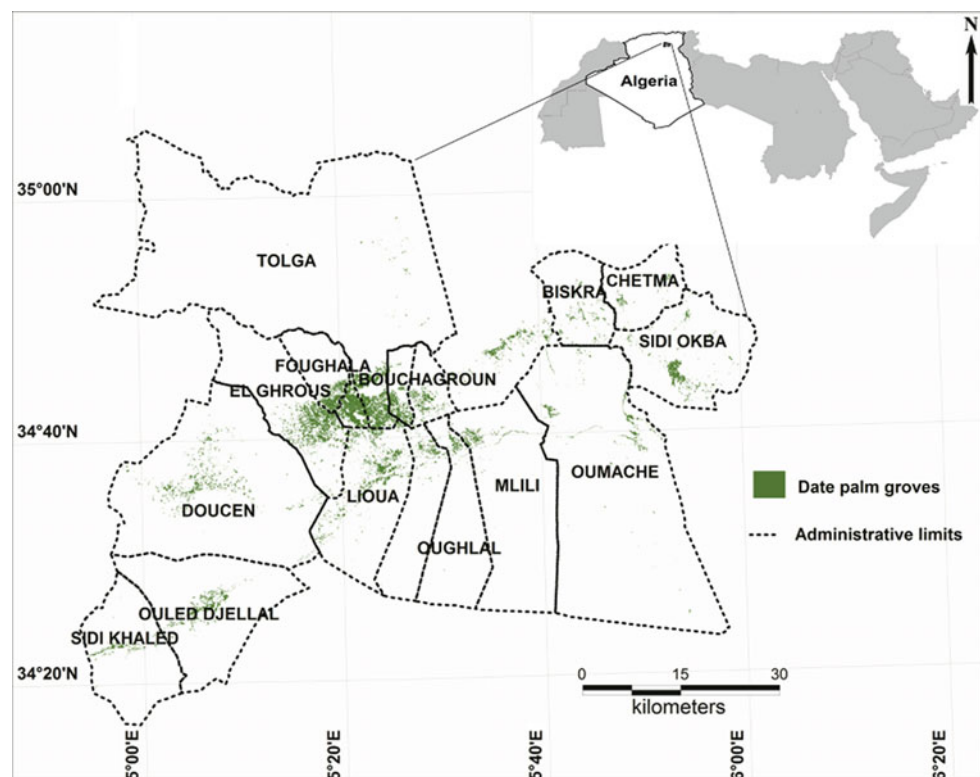 N
Algeria
35°00'N
TOLGA
BISKRA
CHETMA
SIDI OKBA
FOUGHALA
BOUCHAGROUN
EL GHROUS
34°40'N
OUMACHE
MLILI
LIOUA
DOUCEN
Date palm groves
Administrative limits
OUGHLAL
OULED DJELLAL
SIDI KHALED
34°20'N
0 15 30
kilometers
5°00'E
5°20'E
5°40'E
6°00'E
6°20'E